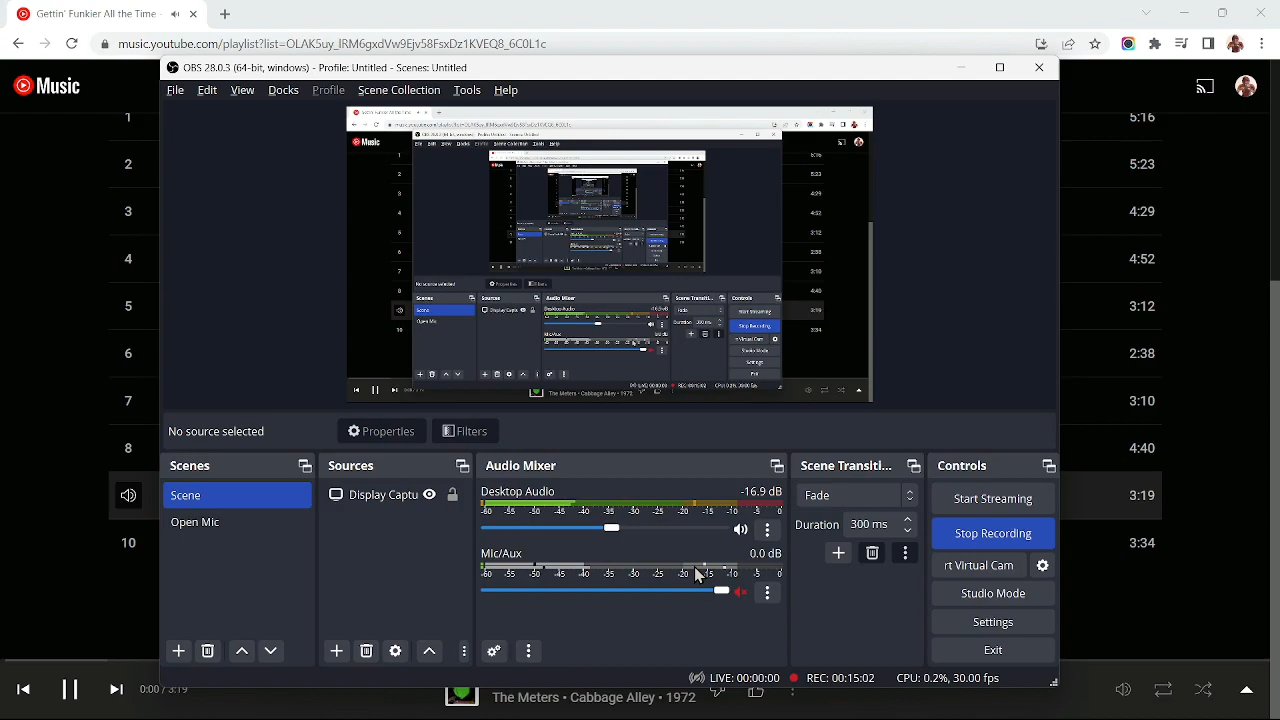 Gettin' Funkier All the Time -
music.youtube.com/playlist?list=OLAK5uy_lRM6gxdVw9Ejv58FsxDz1KVEQ8_6C0L1c
Music
OBS 28.0.3 (64-bit, windows) - Profile: Untitled - Scenes: Untitled
File Edit View Docks Profile Scene Collection Tools Help
1 5:16
2 5:23
3 4:29
4 4:52
5 3:12
6 2:38
7 3:10
8 4:40
3:19
10 3:34
No source selected Properties Filters
Scenes
Scene
Open Mic
Sources
Display Captu
Audio Mixer
Desktop Audio -16.9 dB
-60 -55 -50 -45 -40 -35 -30 -25 -20 -15 -10 -5 0
Mic/Aux 0.0 dB
-60 -55 -50 -45 -40 -35 -30 -25 -20 -15 -10 -5 0
Scene Transiti...
Fade
Duration 300 ms
Controls
Start Streaming
Stop Recording
rt Virtual Cam
Studio Mode
Settings
Exit
LIVE: 00:00:00 REC: 00:15:02 CPU: 0.2%, 30.00 fps
0:00 / 3:19
The Meters • Cabbage Alley • 1972